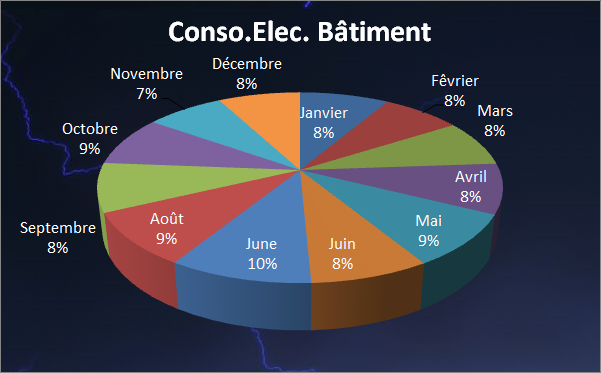 Conso.Elec. Bâtiment
Janvier
8%
Fêvrier
8%
Mars
8%
Avril
8%
Mai
9%
Juin
8%
June
10%
Août
9%
Septembre
8%
Octobre
9%
Novembre
7%
Décembre
8%